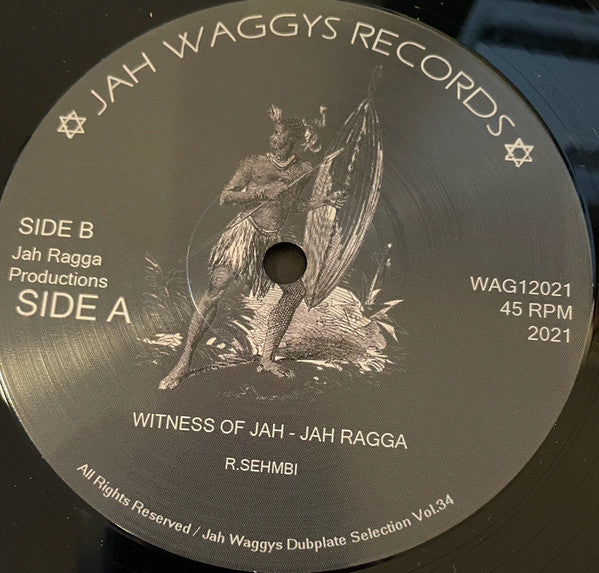 JAH WAGGYS RECORDS
SIDE B
Jah Ragga
Productions
SIDE A
WAG12021
45 RPM
2021
WITNESS OF JAH - JAH RAGGA
R.SEHMBI
All Rights Reserved / Jah Waggys Dubplate Selection Vol.34